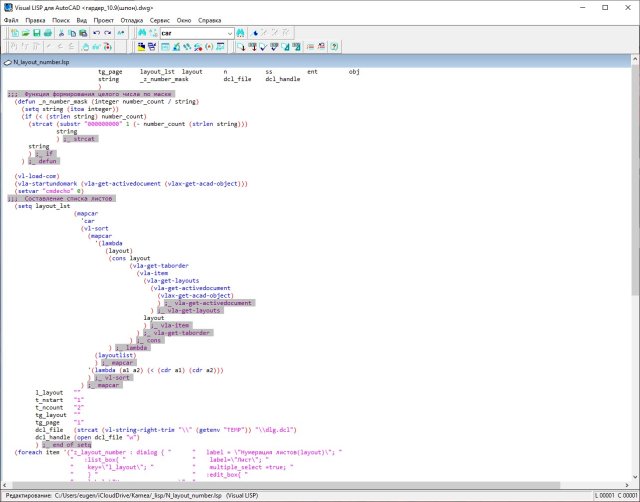 Visual LISP для AutoCAD <гардер_10.9(шпон).dwg>
Файл Правка Поиск Вид Проект Отладка Сервис Окно Справка
car
N_layout_number.lsp
tg_page layout_lst layout n ss ent obj
string _z_number_mask dcl_file dcl_handle
)
;;; Функция формирования целого числа по маске
(defun _n_number_mask (integer number_count / string)
(setq string (itoa integer))
(if (< (strlen string) number_count)
(strcat (substr "000000000" 1 (- number_count (strlen string)))
string
) ;_ strcat
string
) ;_ if
) ;_ defun
(vl-load-com)
(vla-startundomark (vla-get-activedocument (vlax-get-acad-object)))
(setvar "cmdecho" 0)
;;; Составление списка листов
(setq layout_lst
(mapcar
'car
(vl-sort
(mapcar
'(lambda
(layout)
(cons layout
(vla-get-taborder
(vla-item
(vla-get-layouts
(vla-get-activedocument
(vlax-get-acad-object)
) ;_ vla-get-activedocument
) ;_ vla-get-layouts
layout
) ;_ vla-item
) ;_ vla-get-taborder
) ;_ cons
) ;_ lambda
(layoutlist)
) ;_ mapcar
'(lambda (a1 a2) (< (cdr a1) (cdr a2)))
) ;_ vl-sort
) ;_ mapcar
l_layout ""
t_nstart "1"
t_ncount "2"
tg_layout ""
tg_page "1"
dcl_file (strcat (vl-string-right-trim "\\" (getenv "TEMP")) "\\dlg.dcl")
dcl_handle (open dcl_file "w")
) ;_ end of setq
(foreach item '("z_layout_number : dialog { " " label = \"Нумерация листов(layout)\"; "
" :list_box{ " " label=\"Лист\"; "
" key=\"l_layout\"; " " multiple_select =true; "
" } " " :edit_box{ "
Редактирование: C:/Users/eugen/iCloudDrive/Kamea/_lisp/N_layout_number.lsp (Visual LISP)
L 00001 C 00001